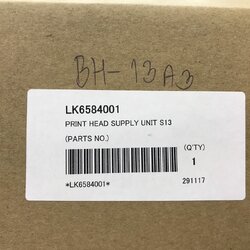 BH-13A3
LK6584001
PRINT HEAD SUPPLY UNIT S13
(PARTS NO.)
(Q'TY)
1
*LK6584001*
291117